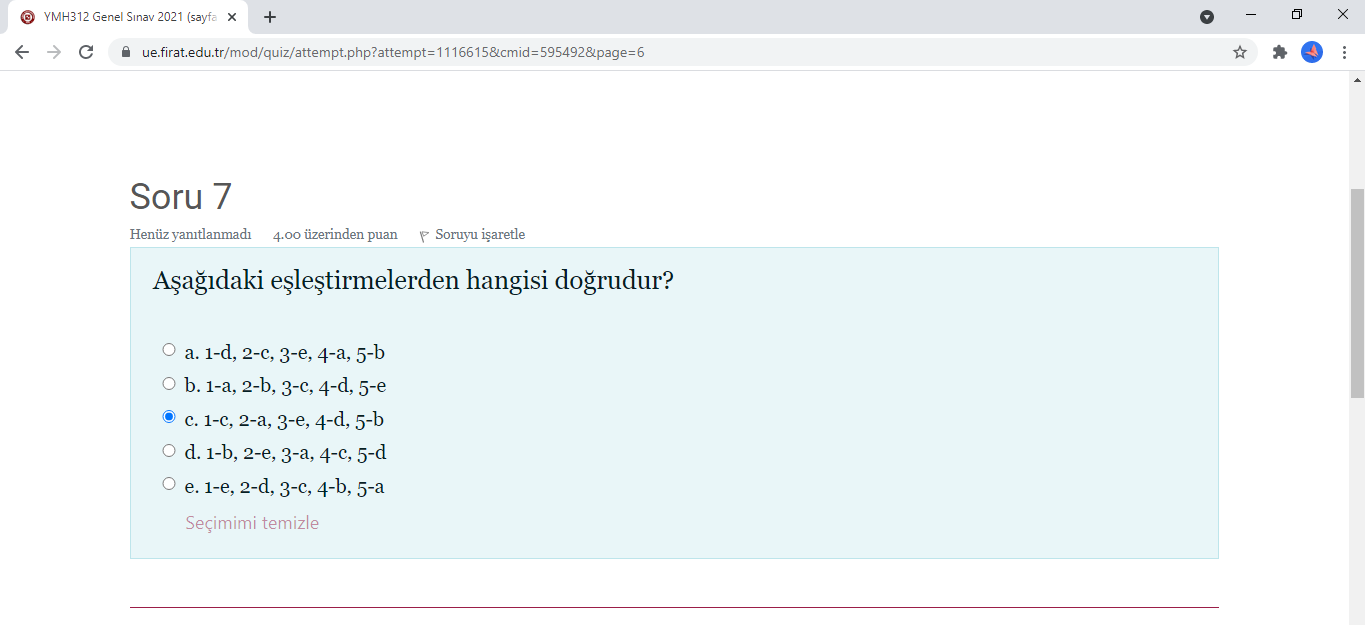 YMH312 Genel Sınav 2021 (sayfa
ue.firat.edu.tr/mod/quiz/attempt.php?attempt=1116615&cmid=595492&page=6
Soru 7
Henüz yanıtlanmadı 4.00 üzerinden puan Soruyu işaretle
Aşağıdaki eşleştirmelerden hangisi doğrudur?
a. 1-d, 2-c, 3-e, 4-a, 5-b
b. 1-a, 2-b, 3-c, 4-d, 5-e
c. 1-c, 2-a, 3-e, 4-d, 5-b
d. 1-b, 2-e, 3-a, 4-c, 5-d
e. 1-e, 2-d, 3-c, 4-b, 5-a
Seçimimi temizle